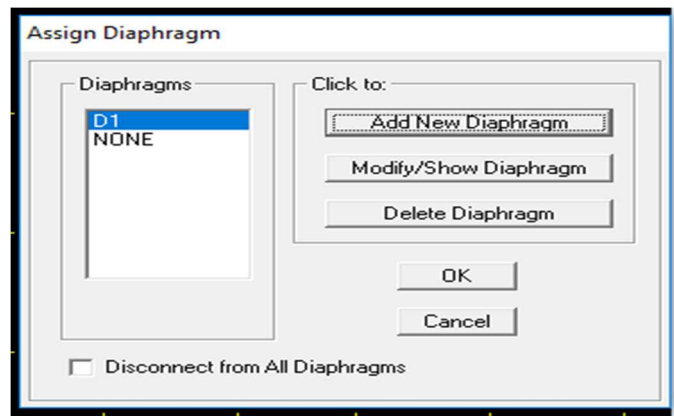 Assign Diaphragm
Diaphragms
D1
NONE
Click to:
Add New Diaphragm
Modify/Show Diaphragm
Delete Diaphragm
OK
Cancel
Disconnect from All Diaphragms